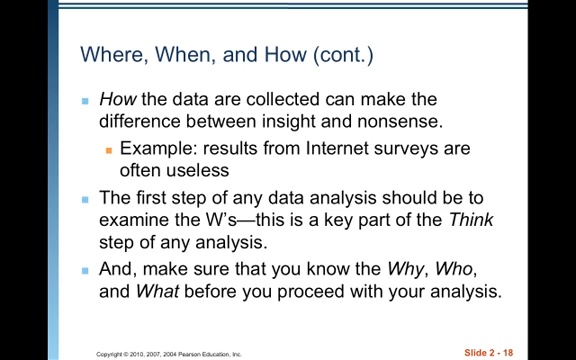 Where, When, and How (cont.)
How the data are collected can make the
difference between insight and nonsense.
Example: results from Internet surveys are
often useless
The first step of any data analysis should be to
examine the W's—this is a key part of the Think
step of any analysis.
And, make sure that you know the Why, Who,
and What before you proceed with your analysis.
Copyright © 2010, 2007, 2004 Pearson Education, Inc.
Slide 2 - 18